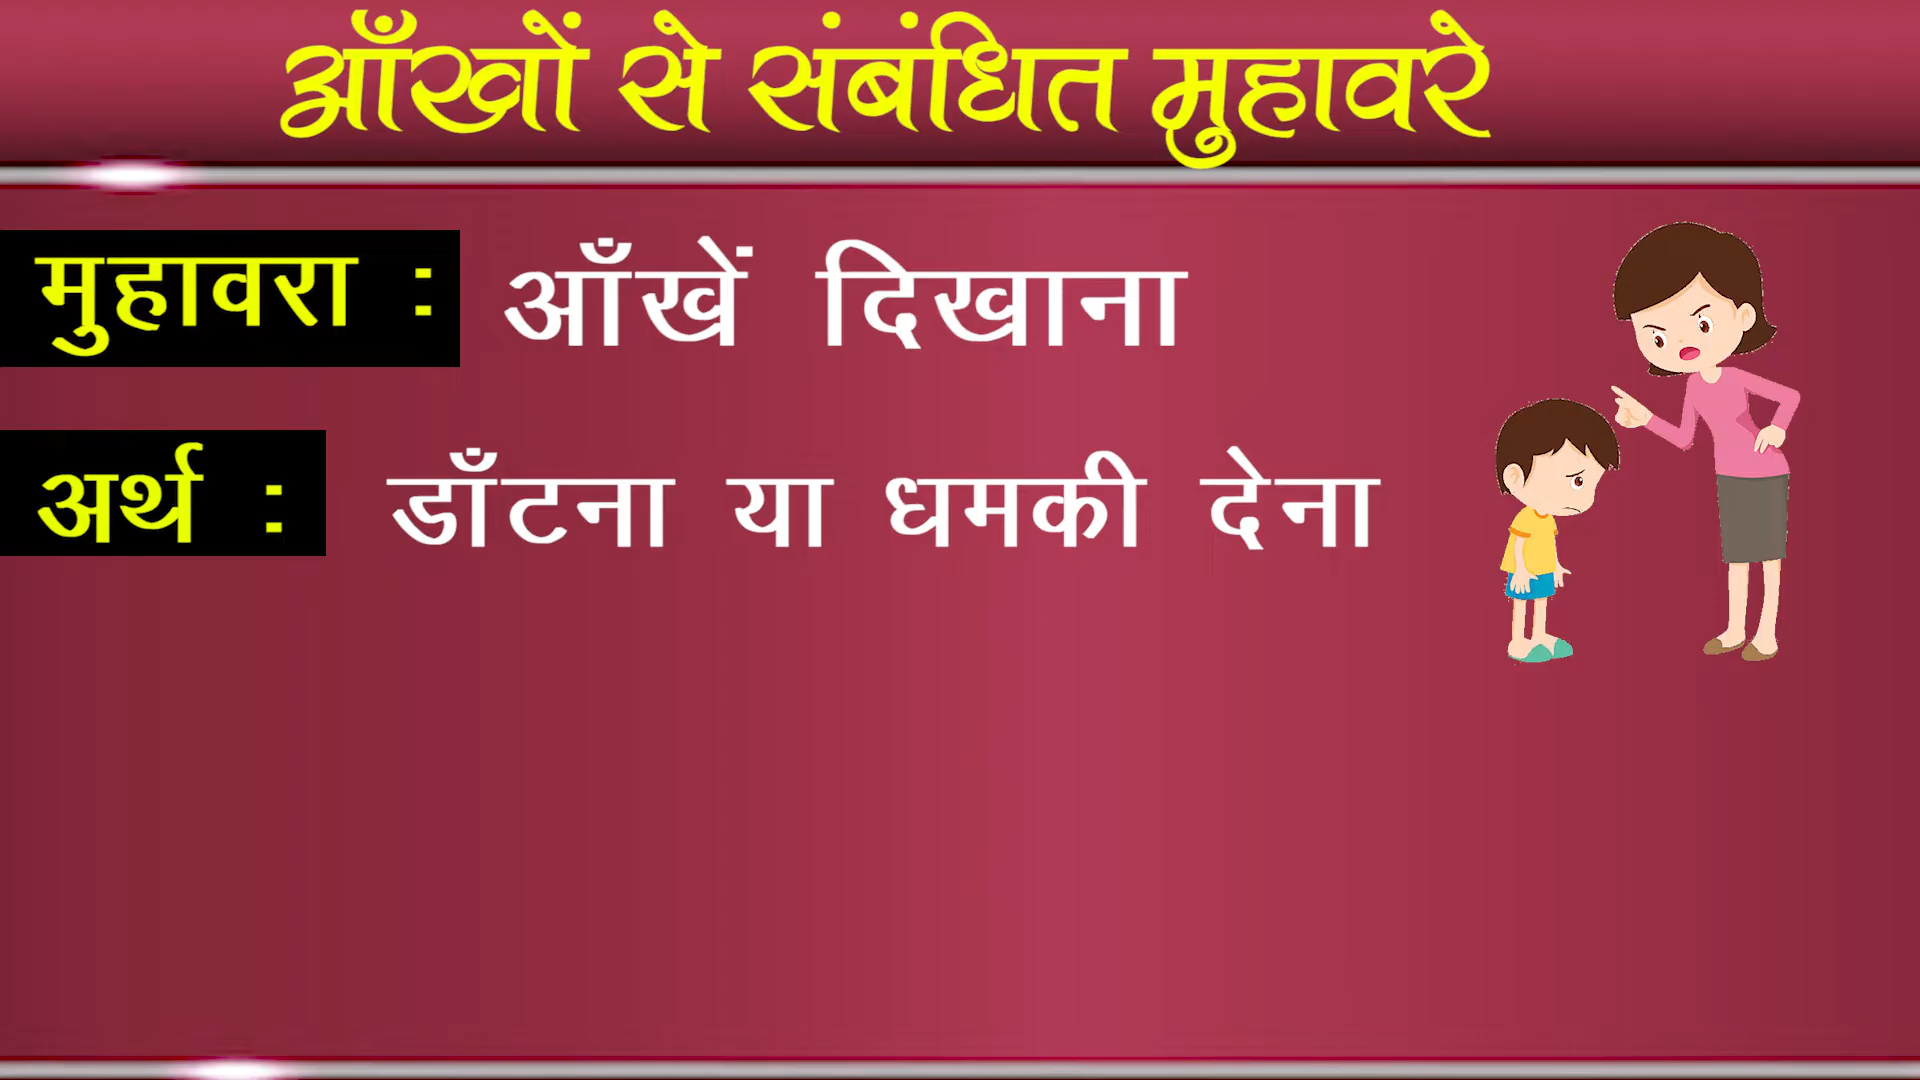 आँखों से संबंधित मुहावरे
मुहावरा : आँखें दिखाना
अर्थ : डाँटना या धमकी देना